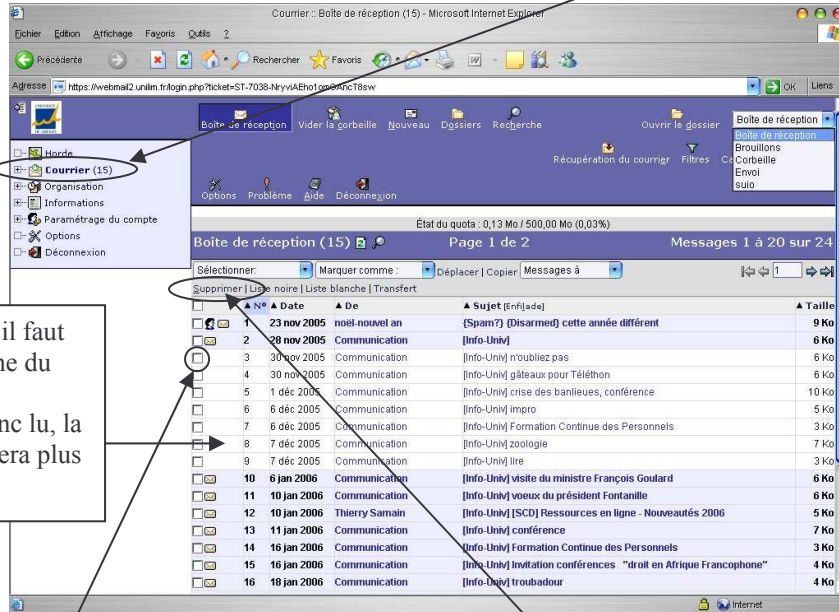 Courrier :: Boîte de réception (15) - Microsoft Internet Explorer
Fichier Edition Affichage Favoris Outils ?
Précédente Rechercher Favoris
Adresse https://webmail2.unilim.fr/login.php?ticket=ST-7038- OK Liens
Boîte de réception Vider la corbeille Nouveau Dossiers Recherche Ouvrir le dossier Boîte de réception
Boîte de réception
Brouillons
Corbeille
Envoi
suio
Récupération du courrier Filtres
Options Problème Aide Déconnexion
Horde
Courrier (15)
Organisation
Informations
Paramétrage du compte
Options
Déconnexion
État du quota : 0,13 Mo / 500,00 Mo (0,03%)
Boîte de réception (15) Page 1 de 2 Messages 1 à 20 sur 24
Sélectionner: Marquer comme : Déplacer | Copier Messages à 1
Supprimer | Liste noire | Liste blanche | Transfert
N° Date De Sujet [Enfilade] Taille
1 23 nov 2005 noël-nouvel an {Spam?} {Disarmed} cette année différent 9 Ko
2 28 nov 2005 Communication [Info-Univ] 6 Ko
3 30 nov 2005 Communication [Info-Univ] n'oubliez pas 6 Ko
4 30 nov 2005 Communication [Info-Univ] gâteaux pour Téléthon 6 Ko
5 1 déc 2005 Communication [Info-Univ] crise des banlieues, conférence 10 Ko
6 6 déc 2005 Communication [Info-Univ] impro 5 Ko
7 6 déc 2005 Communication [Info-Univ] Formation Continue des Personnels 3 Ko
8 7 déc 2005 Communication [Info-Univ] zoologie 7 Ko
9 7 déc 2005 Communication [Info-Univ] lire 3 Ko
10 6 jan 2006 Communication [Info-Univ] visite du ministre François Goulard 6 Ko
11 10 jan 2006 Communication [Info-Univ] voeux du président Fontanille 6 Ko
12 10 jan 2006 Thierry Samain [Info-Univ] [SCD] Ressources en ligne - Nouveautés 2006 5 Ko
13 11 jan 2006 Communication [Info-Univ] conférence 7 Ko
14 16 jan 2006 Communication [Info-Univ] Formation Continue des Personnels 3 Ko
15 16 jan 2006 Communication [Info-Univ] Invitation conférences "droit en Afrique Francophone" 4 Ko
16 18 jan 2006 Communication [Info-Univ] troubadour 4 Ko
il faut
ne du
nc lu, la
era plus
Internet